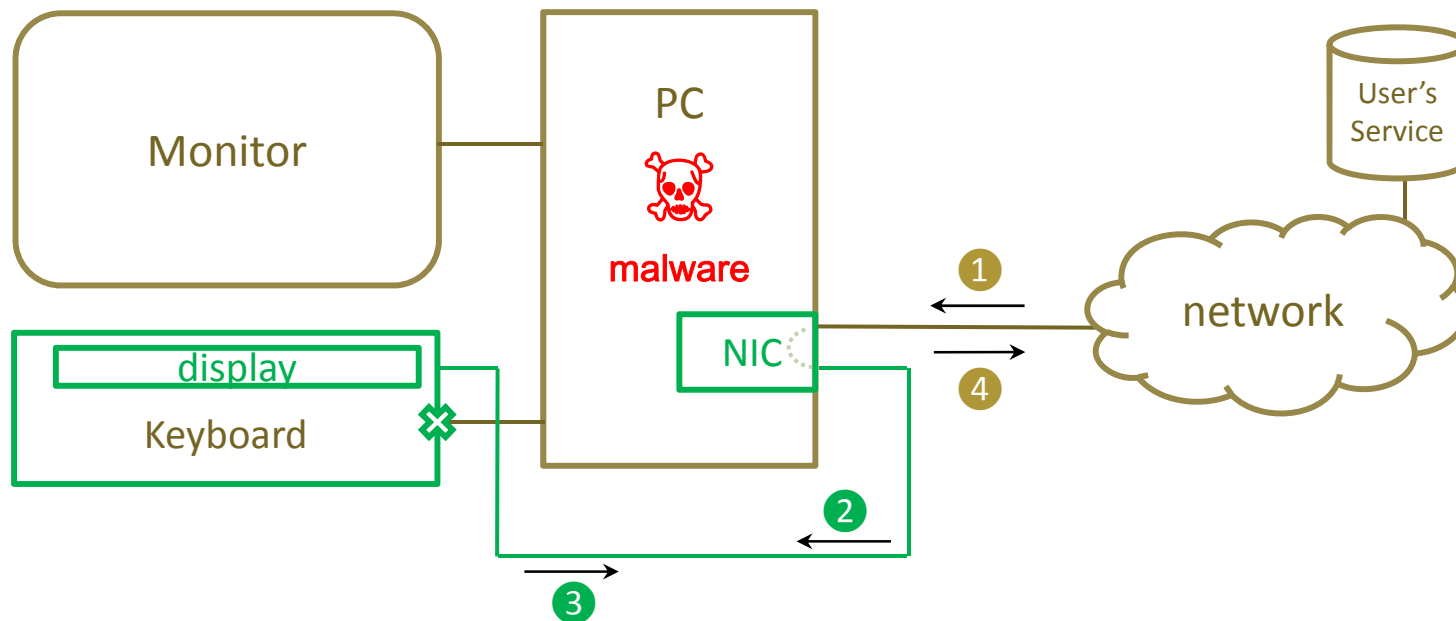 Monitor
PC
malware
NIC
display
Keyboard
User's
Service
network
1
4
2
3